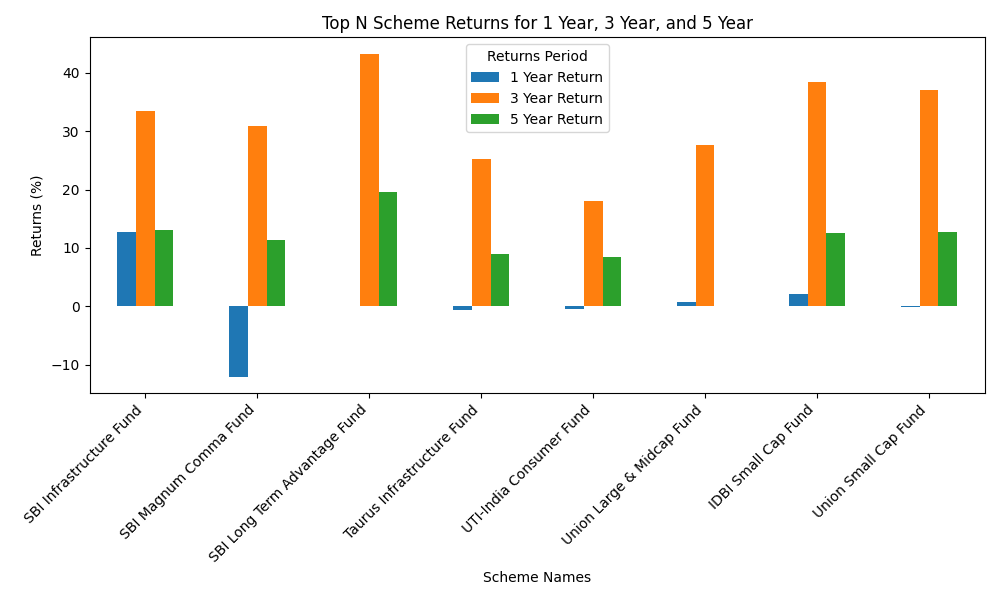 Top N Scheme Returns for 1 Year, 3 Year, and 5 Year
Returns Period
1 Year Return
3 Year Return
5 Year Return
Returns (%)
40
30
20
10
0
−10
SBI Infrastructure Fund
SBI Magnum Comma Fund
SBI Long Term Advantage Fund
Taurus Infrastructure Fund
UTI-India Consumer Fund
Union Large & Midcap Fund
IDBI Small Cap Fund
Union Small Cap Fund
Scheme Names